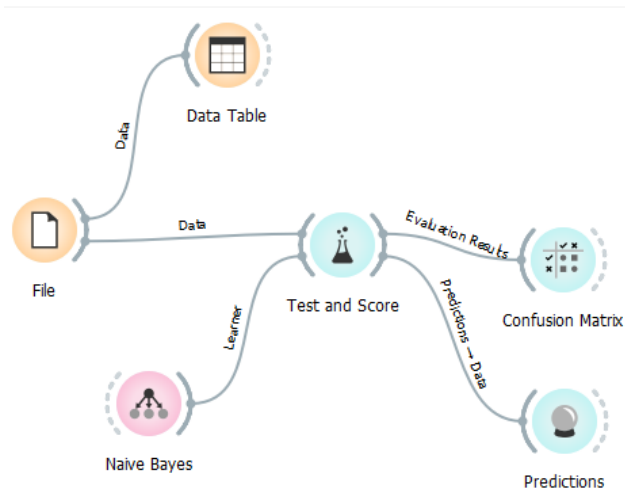 Data Table
Data
Data
File
Evaluation Results
Test and Score
Confusion Matrix
Learner
Predictions → Data
Naive Bayes
Predictions